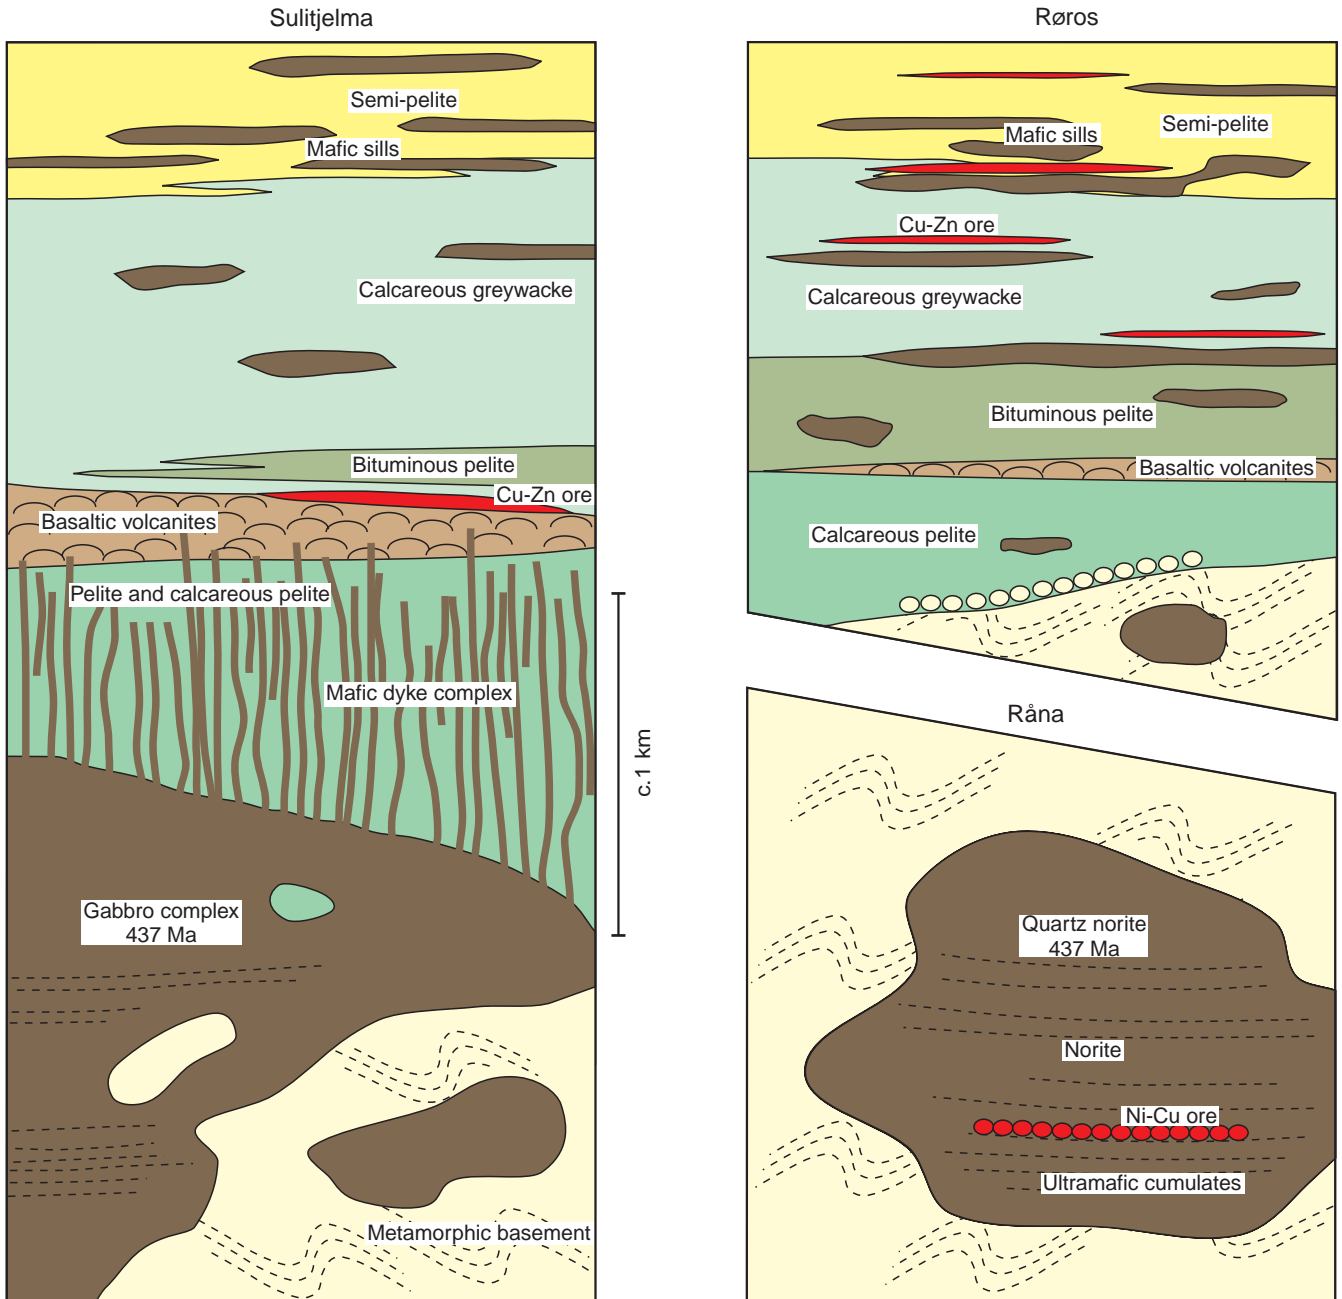 Sulitjelma
Semi-pelite
Mafic sills
Calcareous greywacke
Bituminous pelite
Cu-Zn ore
Basaltic volcanites
Pelite and calcareous pelite
Mafic dyke complex
c.1 km
Gabbro complex
437 Ma
Metamorphic basement
Røros
Semi-pelite
Mafic sills
Cu-Zn ore
Calcareous greywacke
Bituminous pelite
Basaltic volcanites
Calcareous pelite
Råna
Quartz norite
437 Ma
Norite
Ni-Cu ore
Ultramafic cumulates